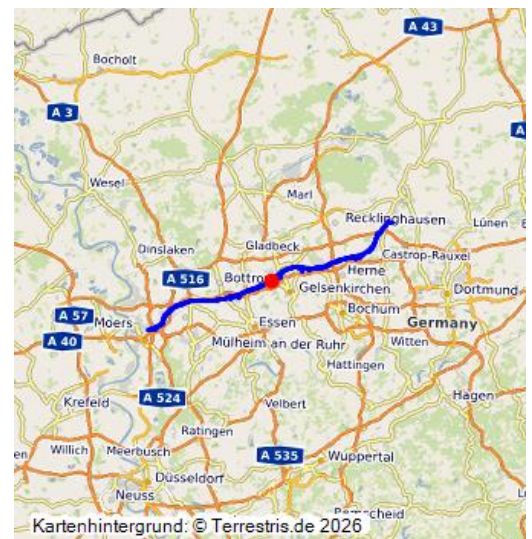 A 43
Bocholt
A 3
A
Wesel
Marl
Recklinghausen
Lünen
Dinslaken
Gladbeck
Castrop-Rauxel
A 516
Bottro
Herne
Gelsenkirchen
Dortmund
A 57
Moers
Bochum
Essen
Germany
A 40
Mülheim an der Ruhr
Witten
Hattingen
A 524
Krefeld
Velbert
Hagen
Ratingen
Willich
Meerbusch
A 535
Wuppertal
Düsseldorf
Neuss
Remscheid
Kartenhintergrund: © Terrestris.de 2026